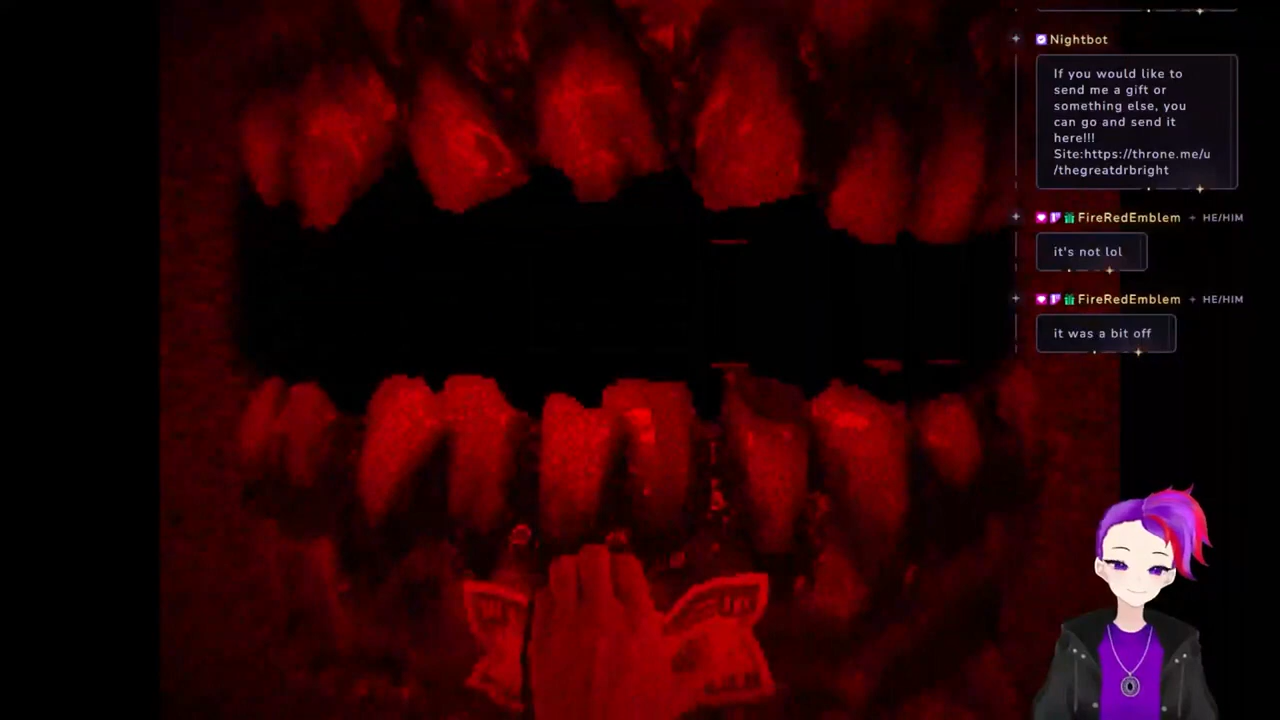 Nightbot
If you would like to
send me a gift or
something else, you
can go and send it
here!!!
Site:https://throne.me/u
/thegreatdrbright
FireRedEmblem HE/HIM
it's not lol
FireRedEmblem HE/HIM
it was a bit off